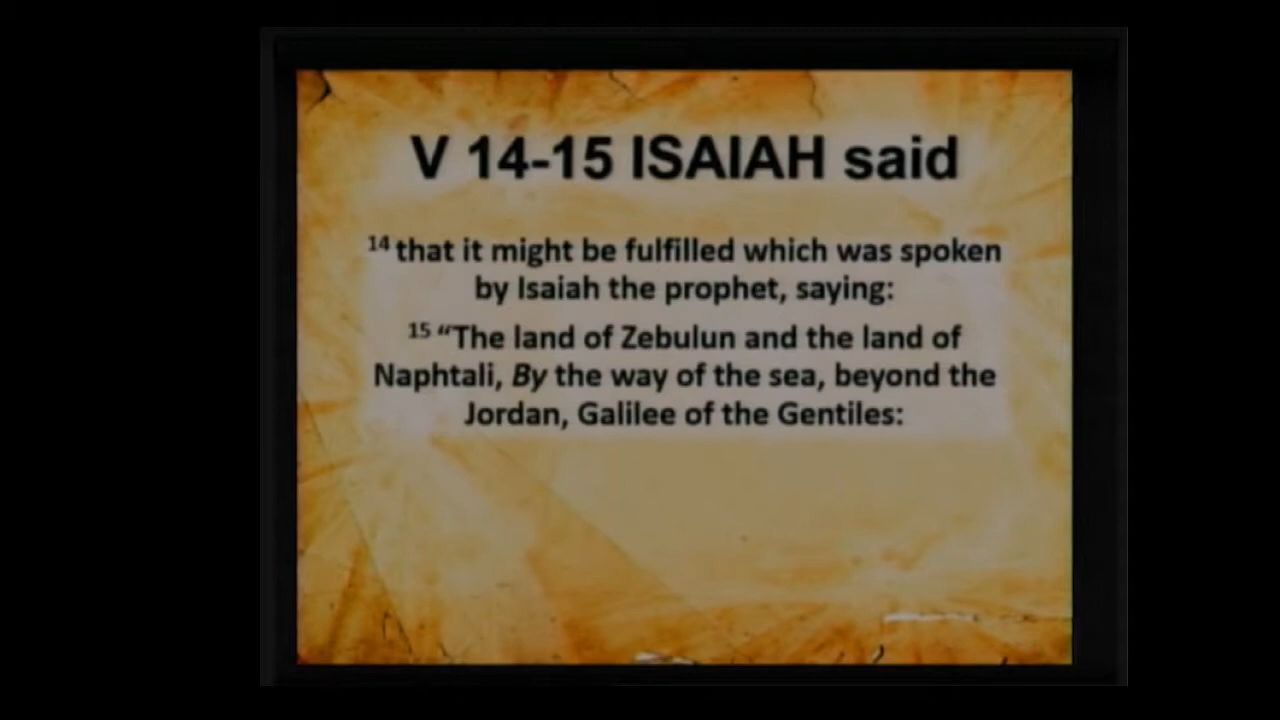 V 14-15 ISAIAH said
14 that it might be fulfilled which was spoken
by Isaiah the prophet, saying:
15 “The land of Zebulun and the land of
Naphtali, By the way of the sea, beyond the
Jordan, Galilee of the Gentiles: